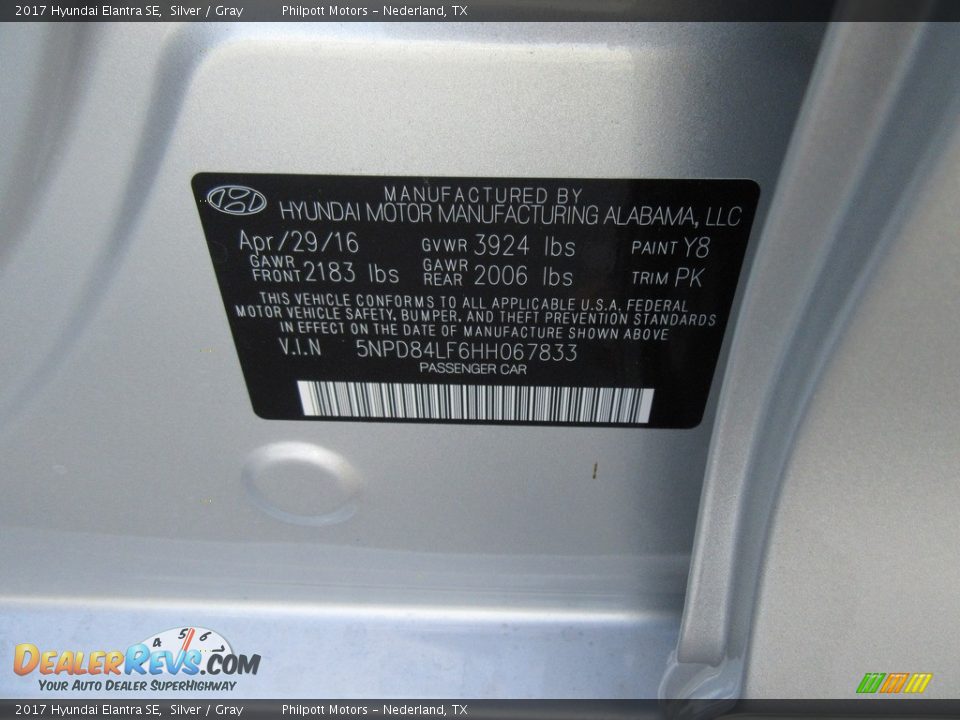 2017 Hyundai Elantra SE, Silver / Gray Philpott Motors - Nederland, TX
MANUFACTURED BY
HYUNDAI MOTOR MANUFACTURING ALABAMA, LLC
Apr/29/16 GVWR 3924 lbs PAINT Y8
GAWR FRONT 2183 lbs GAWR REAR 2006 lbs TRIM PK
THIS VEHICLE CONFORMS TO ALL APPLICABLE U.S.A. FEDERAL
MOTOR VEHICLE SAFETY, BUMPER, AND THEFT PREVENTION STANDARDS
IN EFFECT ON THE DATE OF MANUFACTURE SHOWN ABOVE
V.I.N 5NPD84LF6HH067833
PASSENGER CAR
4 5 6
DEALERREVS.COM
YOUR AUTO DEALER SUPERHIGHWAY
2017 Hyundai Elantra SE, Silver / Gray Philpott Motors - Nederland, TX